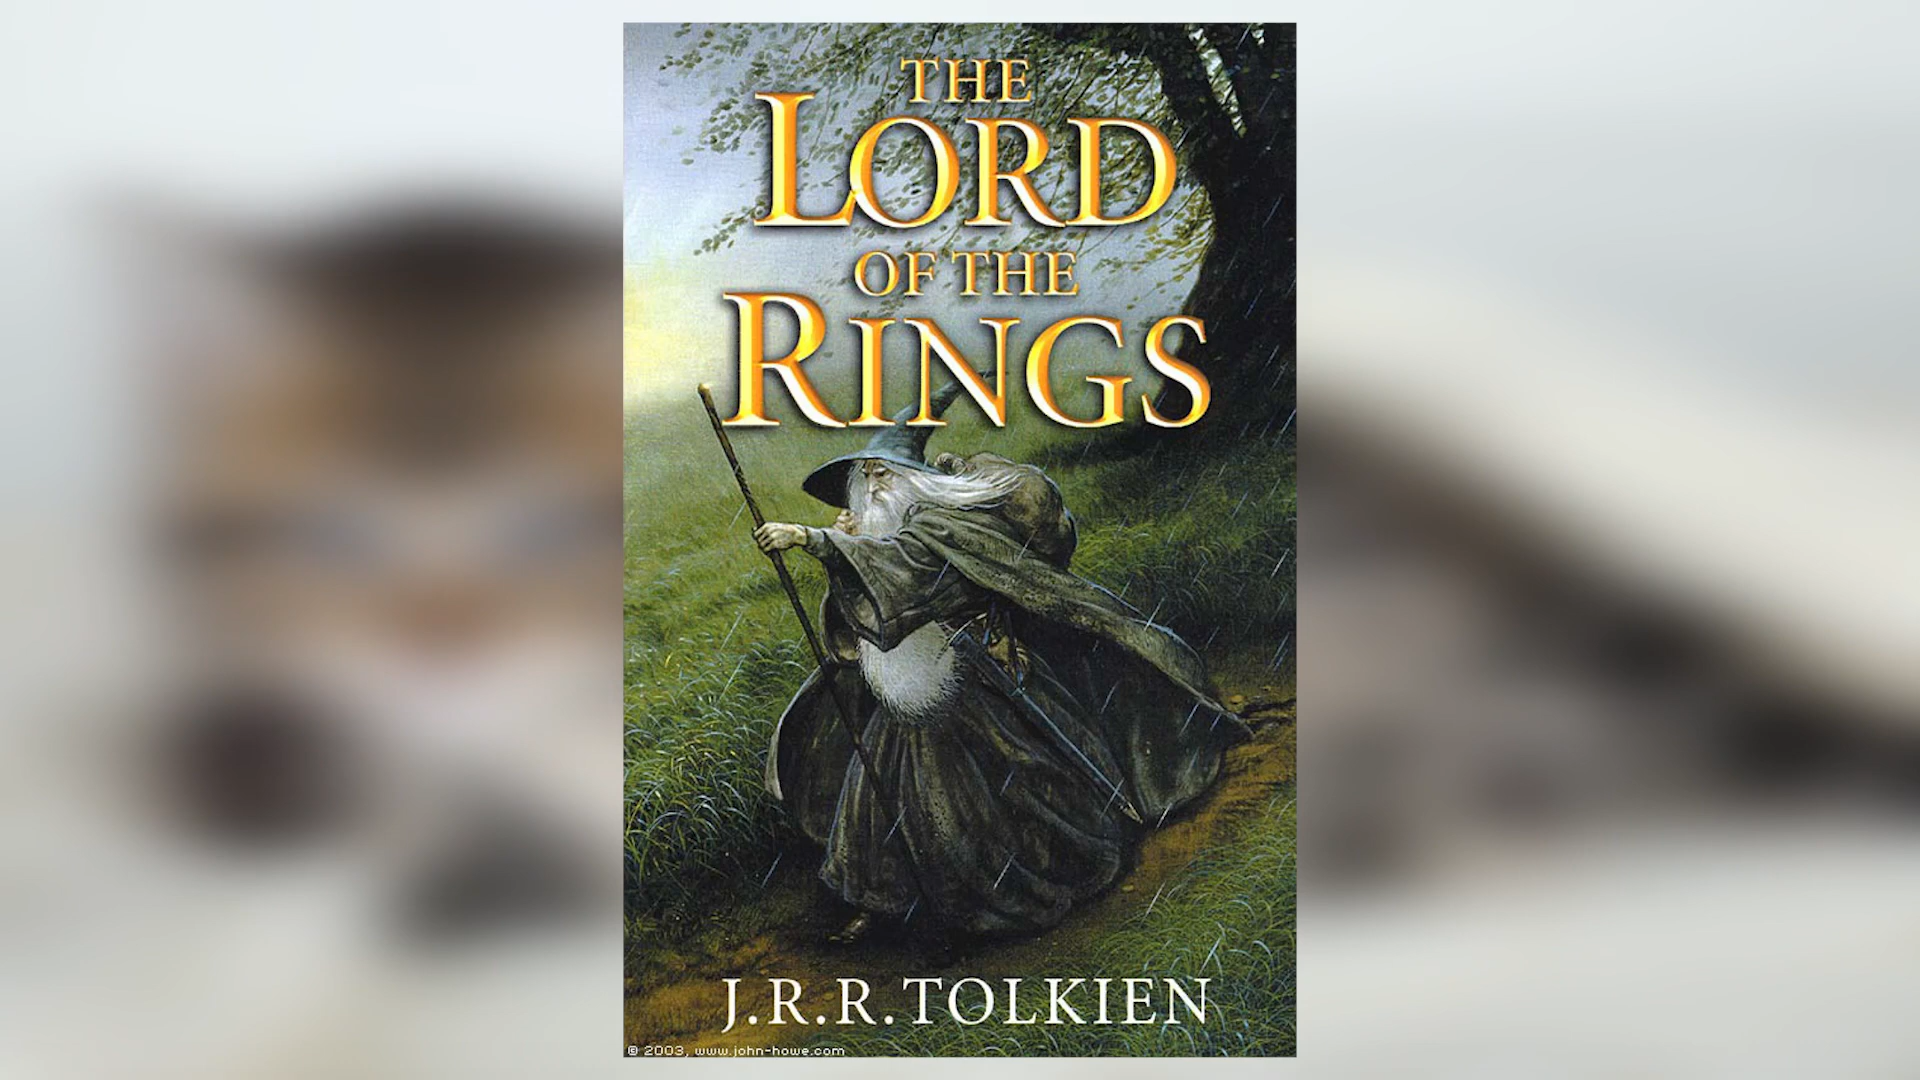 THE
LORD
OF THE
RINGS
J.R.R. TOLKIEN
© 2003, www.john-howe.com